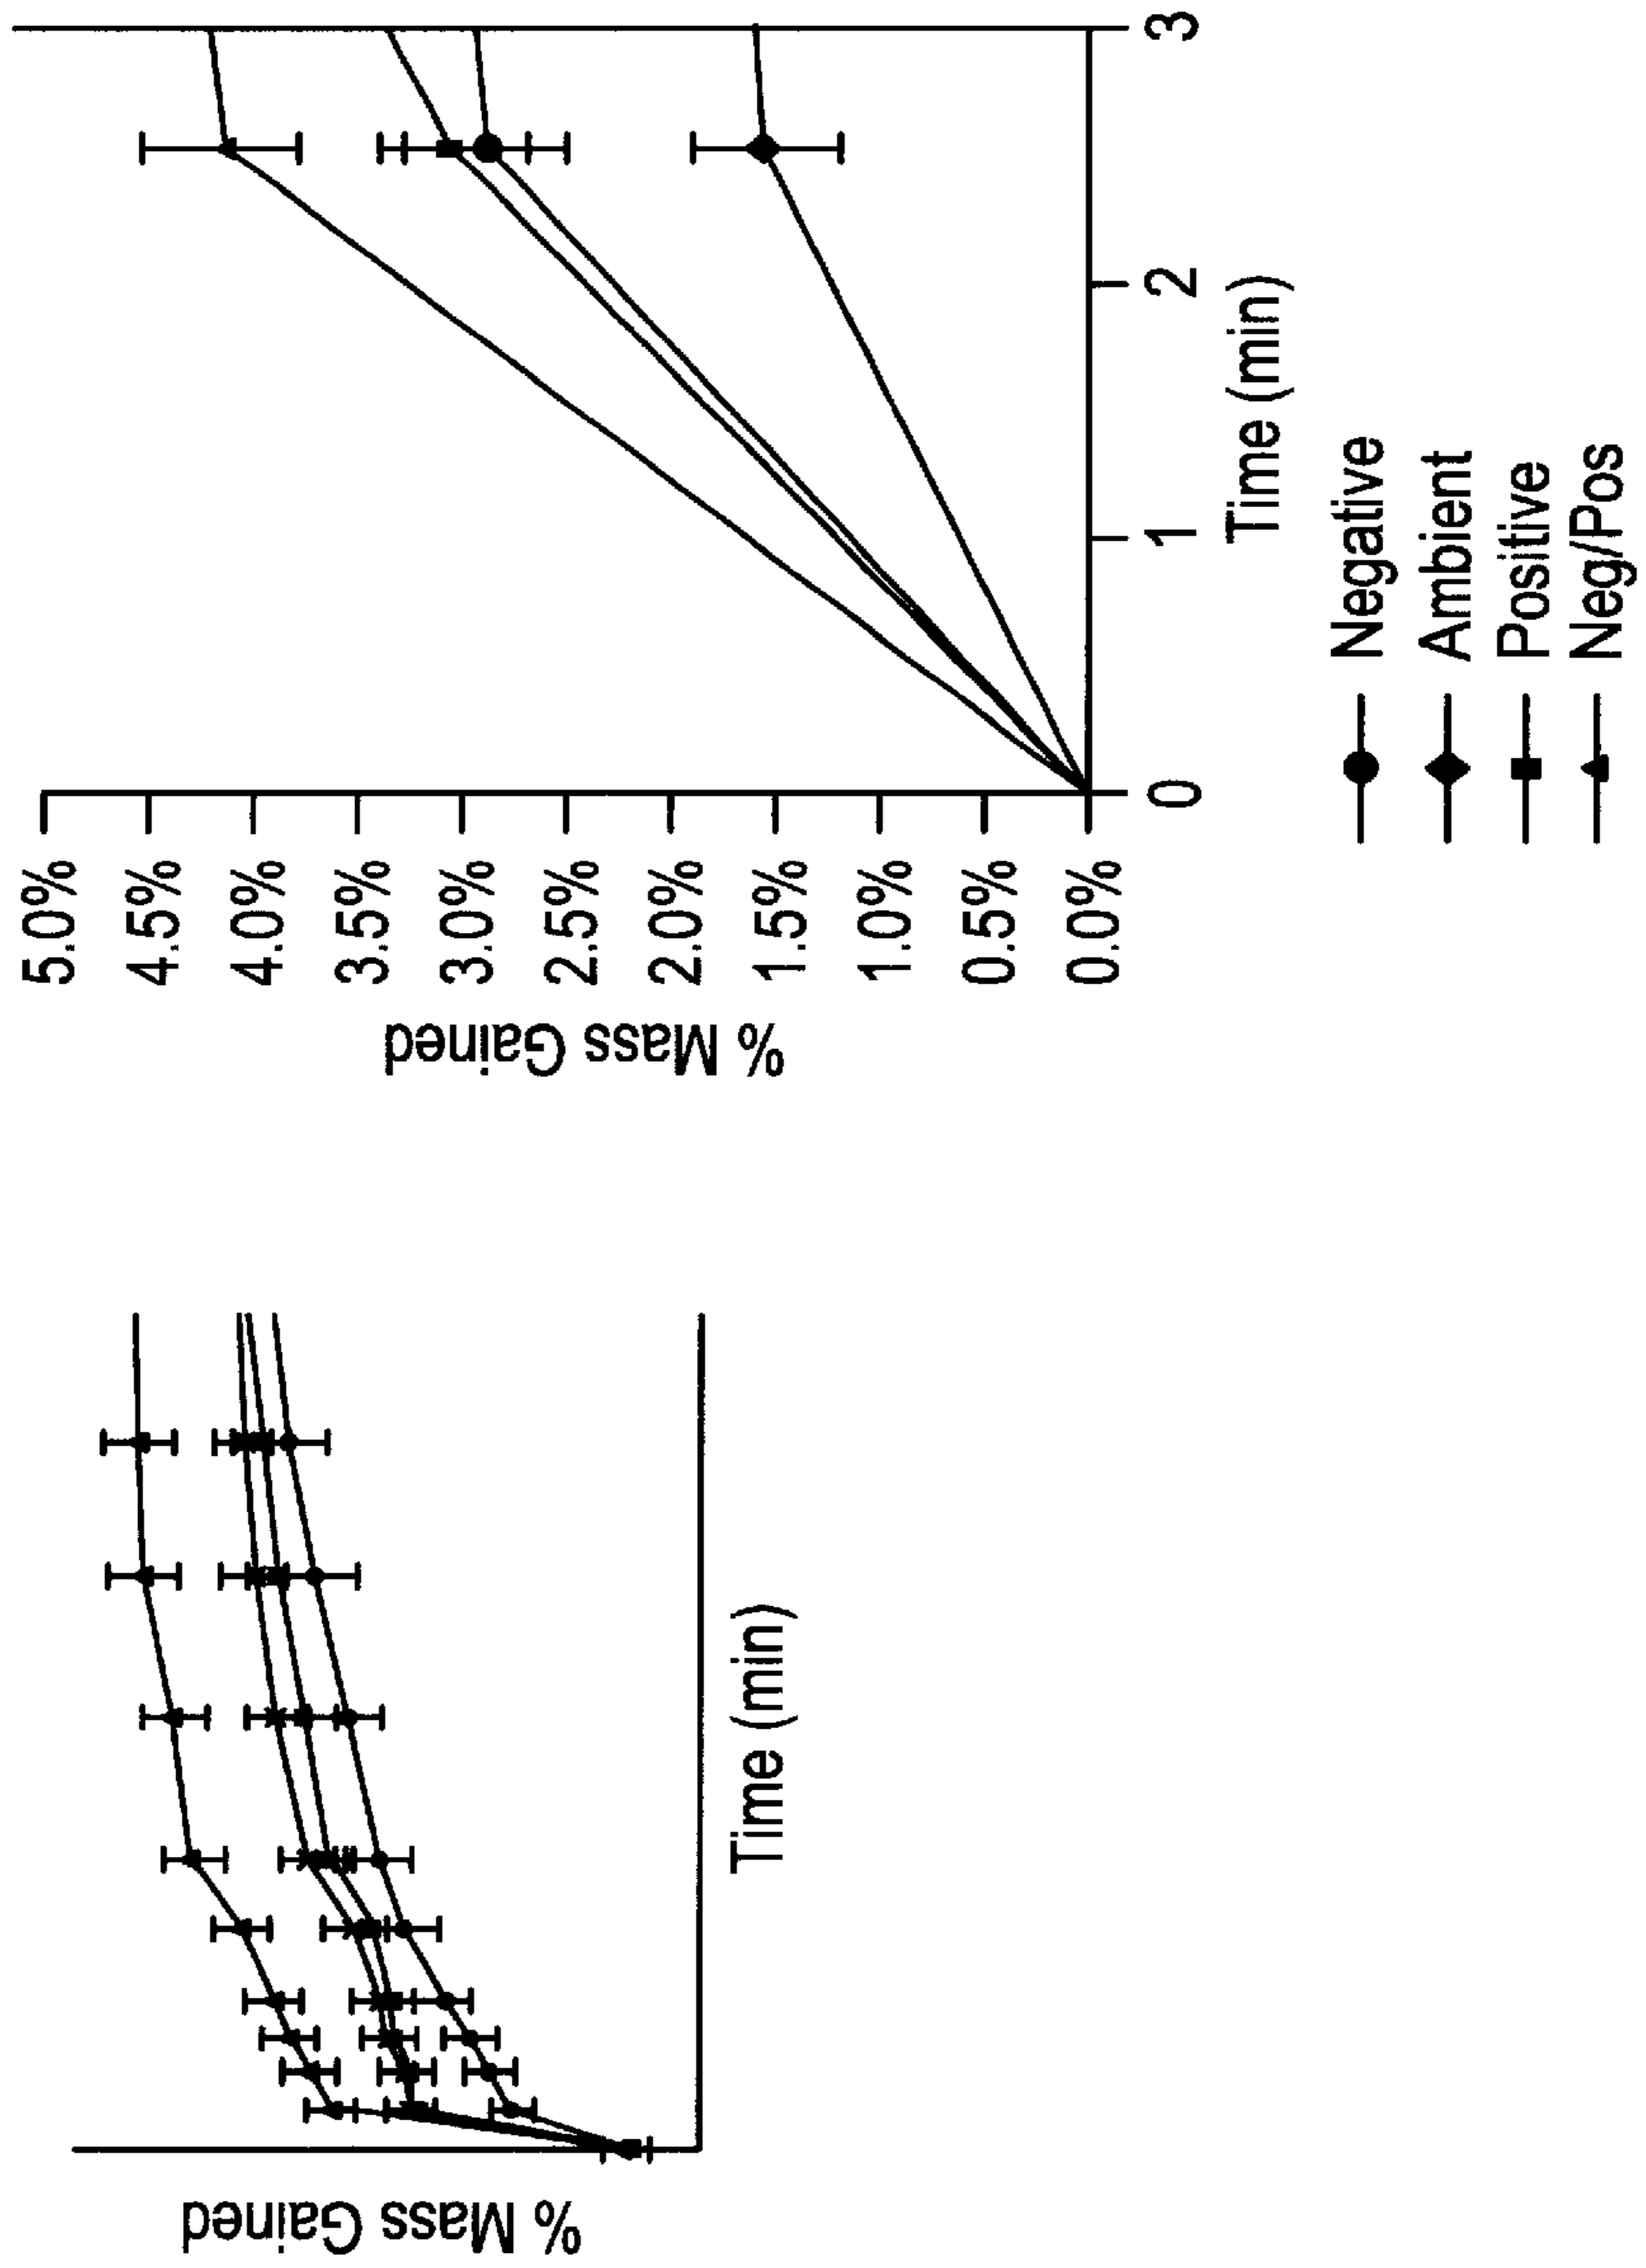 % Mass Gained
Time (min)
% Mass Gained
5.0%
4.5%
4.0%
3.5%
3.0%
2.5%
2.0%
1.5%
1.0%
0.5%
0.0%
0
1
2
3
Time (min)
Negative
Ambient
Positive
Neg/Pos